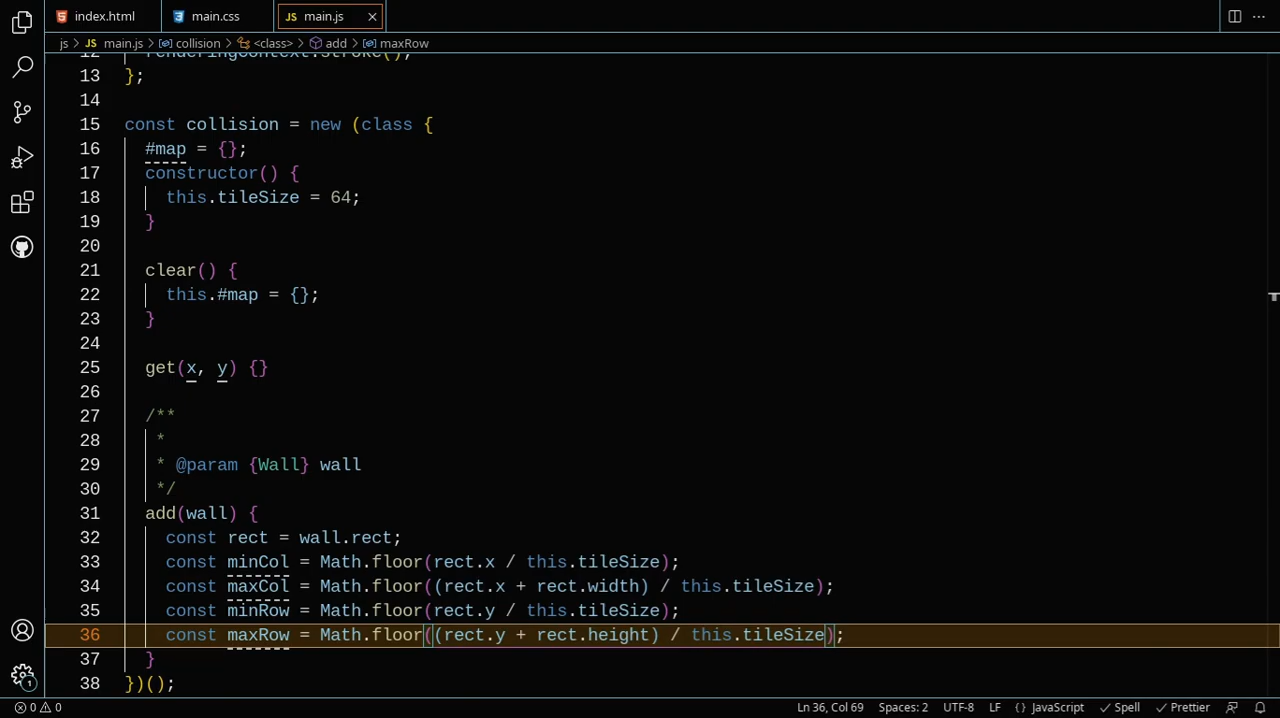 index.html main.css JS main.js
js > JS main.js > collision > <class> > add > maxRow
12 renderingContext.stroke();
13 };
14
15 const collision = new (class {
16 #map = {};
17 constructor() {
18 this.tileSize = 64;
19 }
20
21 clear() {
22 this.#map = {};
23 }
24
25 get(x, y) {}
26
27 /**
28 *
29 * @param {Wall} wall
30 */
31 add(wall) {
32 const rect = wall.rect;
33 const minCol = Math.floor(rect.x / this.tileSize);
34 const maxCol = Math.floor((rect.x + rect.width) / this.tileSize);
35 const minRow = Math.floor(rect.y / this.tileSize);
36 const maxRow = Math.floor((rect.y + rect.height) / this.tileSize);
37 }
38 })();
1
0 0 Ln 36, Col 69 Spaces: 2 UTF-8 LF {} JavaScript Spell Prettier